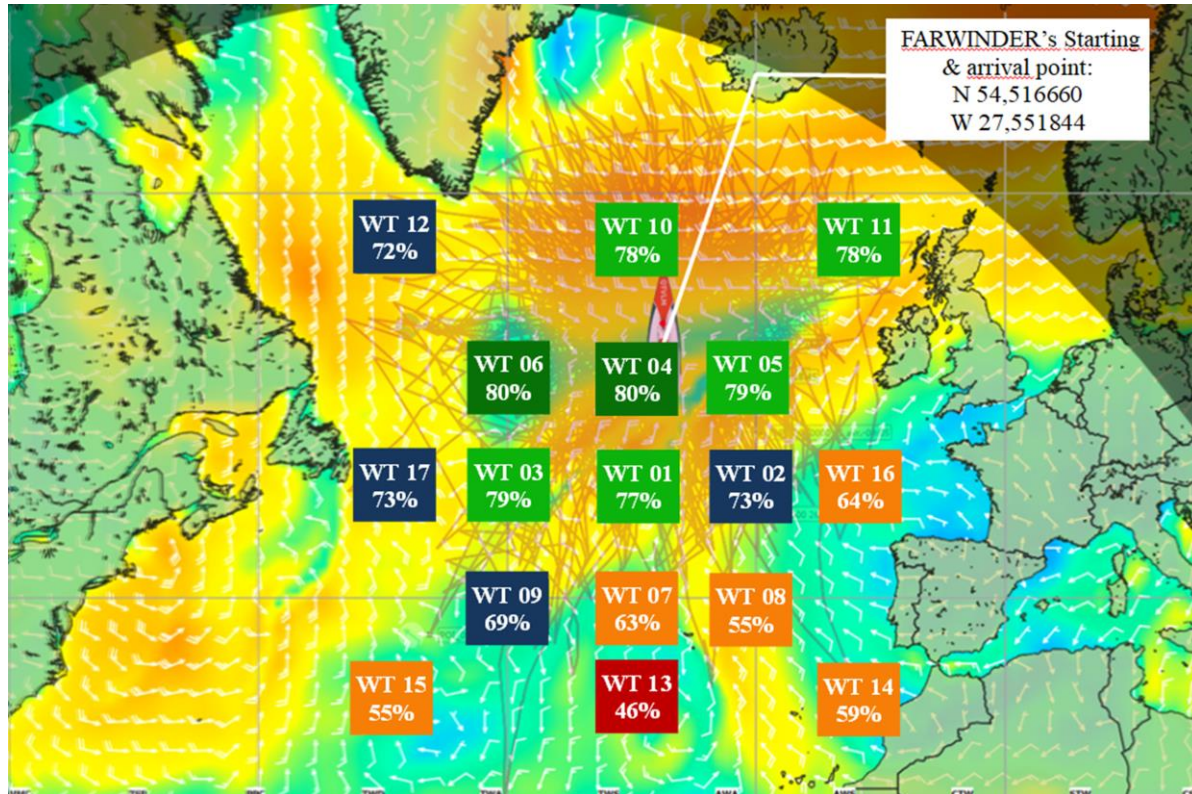 FARWINDER's Starting
& arrival point:
N 54,516660
W 27,551844
WT 12
72%
WT 10
78%
WT 11
78%
WT 06
80%
WT 04
80%
WT 05
79%
WT 17
73%
WT 03
79%
WT 01
77%
WT 02
73%
WT 16
64%
WT 09
69%
WT 07
63%
WT 08
55%
WT 15
55%
WT 13
46%
WT 14
59%